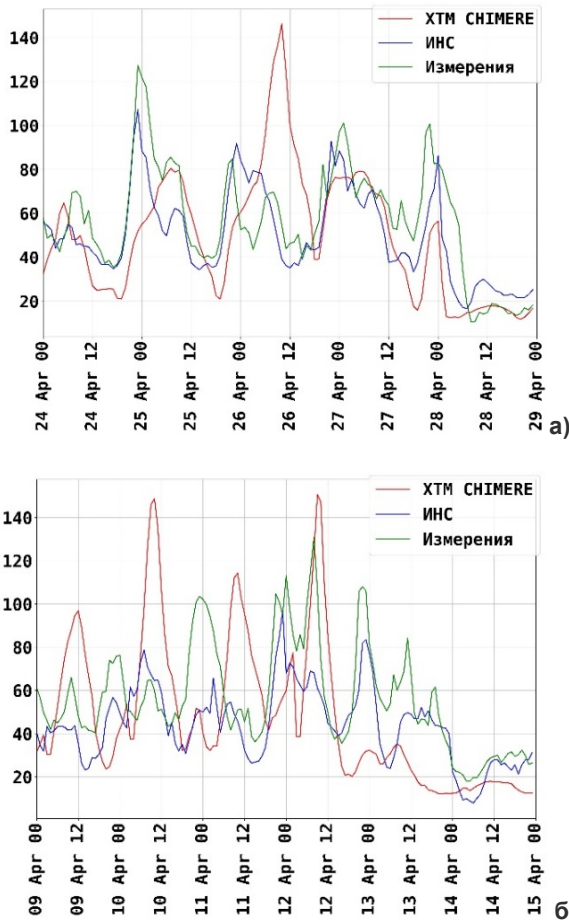 140
120
100
80
60
40
20
ХТМ CHIMERE
ИНС
Измерения
24 Apr 00
24 Apr 12
25 Apr 00
25 Apr 12
26 Apr 00
26 Apr 12
27 Apr 00
27 Apr 12
28 Apr 00
28 Apr 12
29 Apr 00
а)
140
120
100
80
60
40
20
ХТМ CHIMERE
ИНС
Измерения
09 Apr 00
09 Apr 12
10 Apr 00
10 Apr 12
11 Apr 00
11 Apr 12
12 Apr 00
12 Apr 12
13 Apr 00
13 Apr 12
14 Apr 00
14 Apr 12
15 Apr 00
б